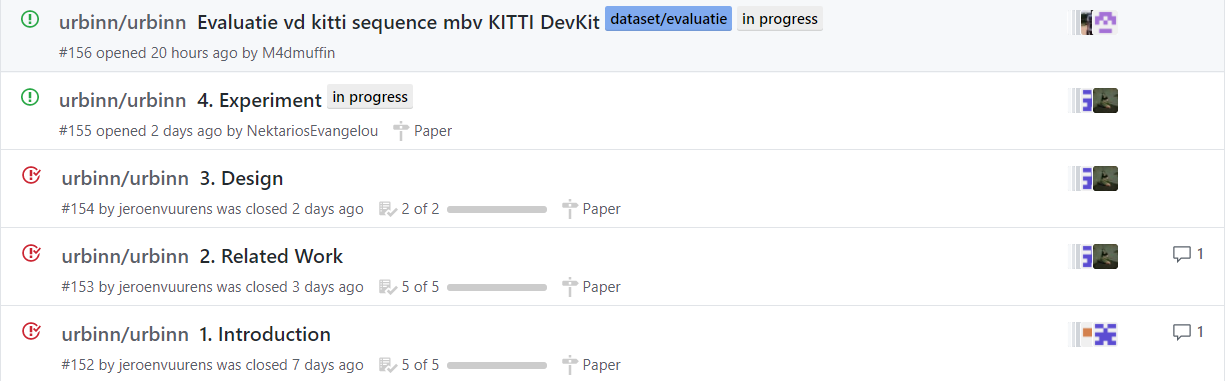 urbinn/urbinn Evaluatie vd kitti sequence mbv KITTI DevKit dataset/evaluatie in progress
#156 opened 20 hours ago by M4dmuffin
urbinn/urbinn 4. Experiment in progress
#155 opened 2 days ago by NektariosEvangelou Paper
urbinn/urbinn 3. Design
#154 by jeroenvuurens was closed 2 days ago 2 of 2 Paper
urbinn/urbinn 2. Related Work 1
#153 by jeroenvuurens was closed 3 days ago 5 of 5 Paper
urbinn/urbinn 1. Introduction 1
#152 by jeroenvuurens was closed 7 days ago 5 of 5 Paper